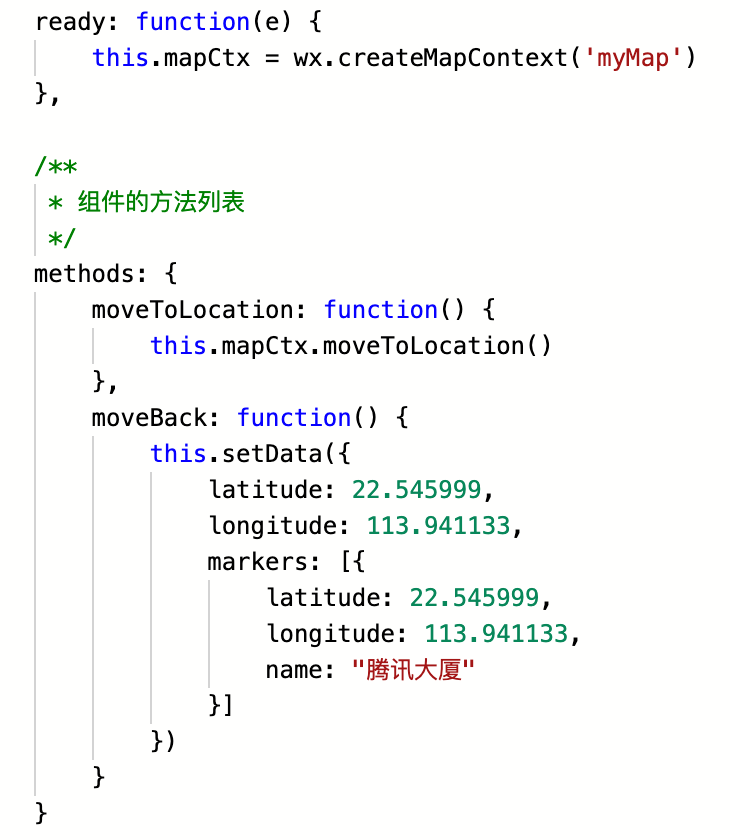 ready: function(e) {
    this.mapCtx = wx.createMapContext('myMap')
},

/**
 * 组件的方法列表
 */
methods: {
    moveToLocation: function() {
        this.mapCtx.moveToLocation()
    },
    moveBack: function() {
        this.setData({
            latitude: 22.545999,
            longitude: 113.941133,
            markers: [{
                latitude: 22.545999,
                longitude: 113.941133,
                name: "腾讯大厦"
            }]
        })
    }
}